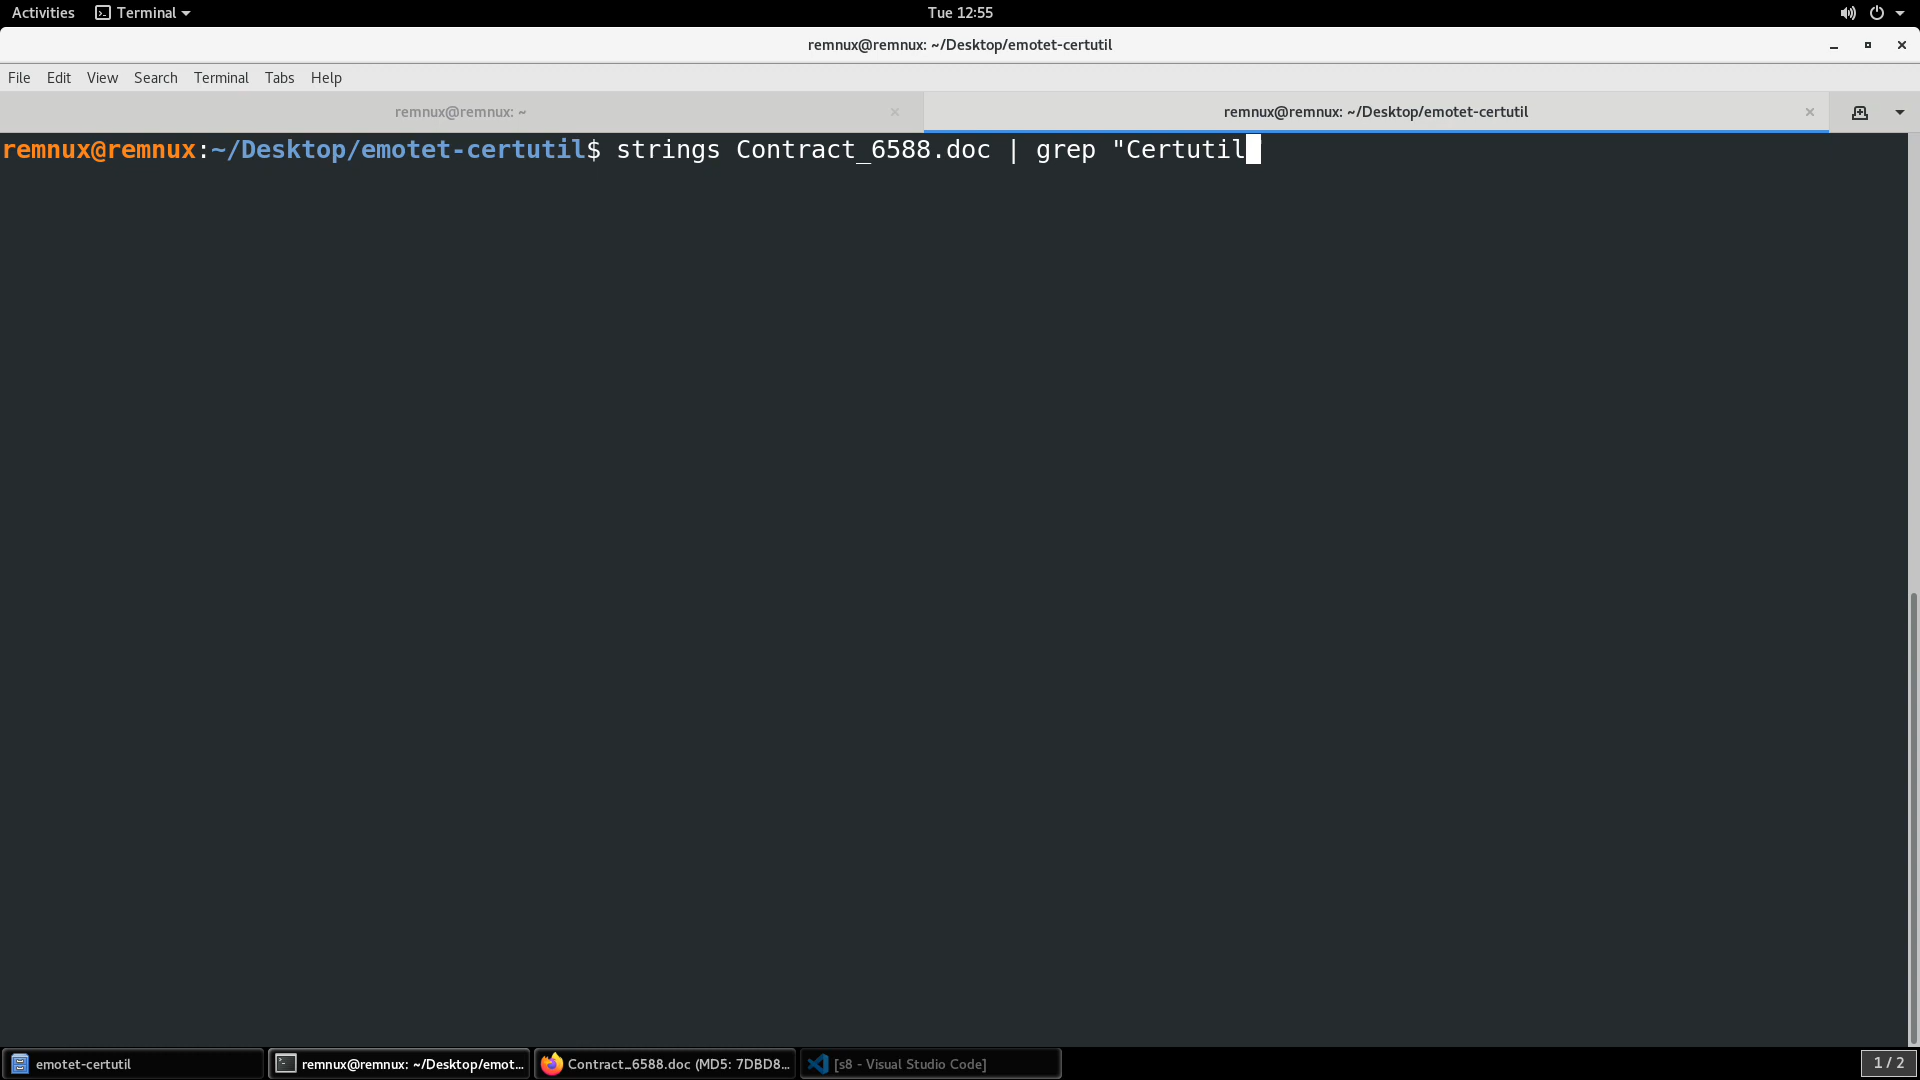 Activities Terminal Tue 12:55
remnux@remnux: ~/Desktop/emotet-certutil
File Edit View Search Terminal Tabs Help
remnux@remnux: ~ remnux@remnux: ~/Desktop/emotet-certutil
remnux@remnux:~/Desktop/emotet-certutil$ strings Contract_6588.doc | grep "Certutil
emotet-certutil remnux@remnux: ~/Desktop/emot... Contract_6588.doc (MD5: 7DBD8... [s8 - Visual Studio Code] 1 / 2